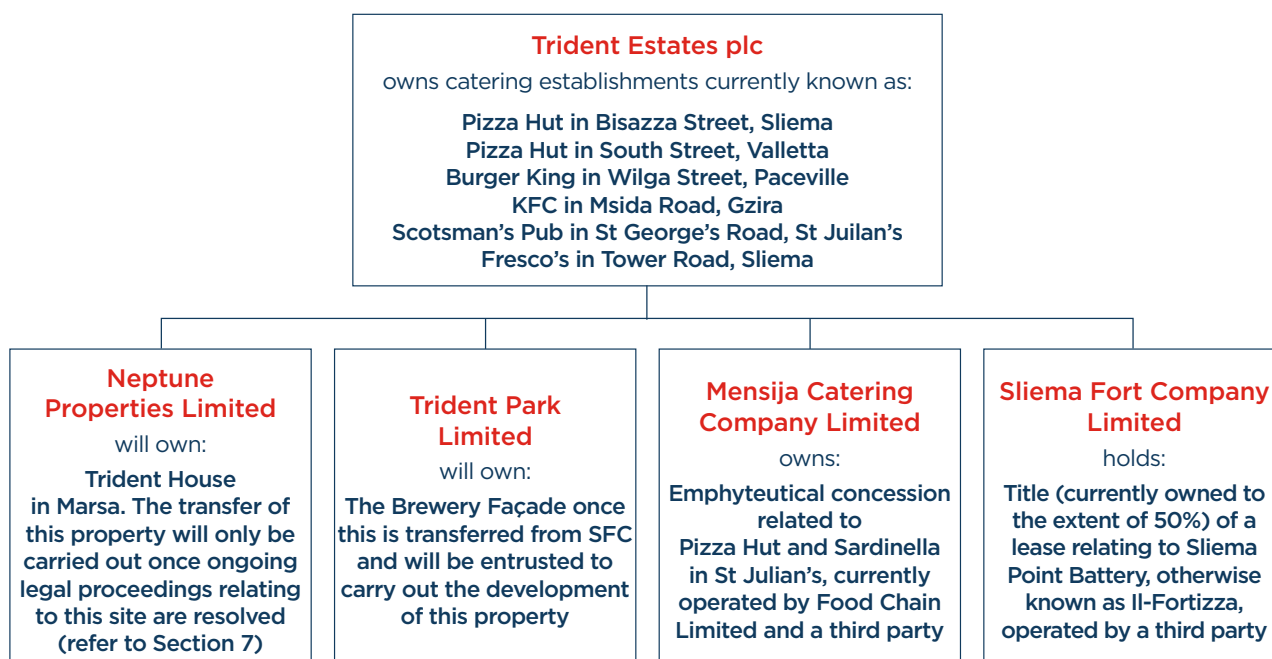 Trident Estates plc
owns catering establishments currently known as:
Pizza Hut in Bisazza Street, Sliema
Pizza Hut in South Street, Valletta
Burger King in Wilga Street, Paceville
KFC in Msida Road, Gzira
Scotsman's Pub in St George's Road, St Juilan's
Fresco's in Tower Road, Sliema
Neptune
Properties Limited
will own:
Trident House
in Marsa. The transfer of
this property will only be
carried out once ongoing
legal proceedings relating
to this site are resolved
(refer to Section 7)
Trident Park
Limited
will own:
The Brewery Façade once
this is transferred from SFC
and will be entrusted to
carry out the development
of this property
Mensija Catering
Company Limited
owns:
Emphyteutical concession
related to
Pizza Hut and Sardinella
in St Julian's, currently
operated by Food Chain
Limited and a third party
Sliema Fort Company
Limited
holds:
Title (currently owned to
the extent of 50%) of a
lease relating to Sliema
Point Battery, otherwise
known as Il-Fortizza,
operated by a third party